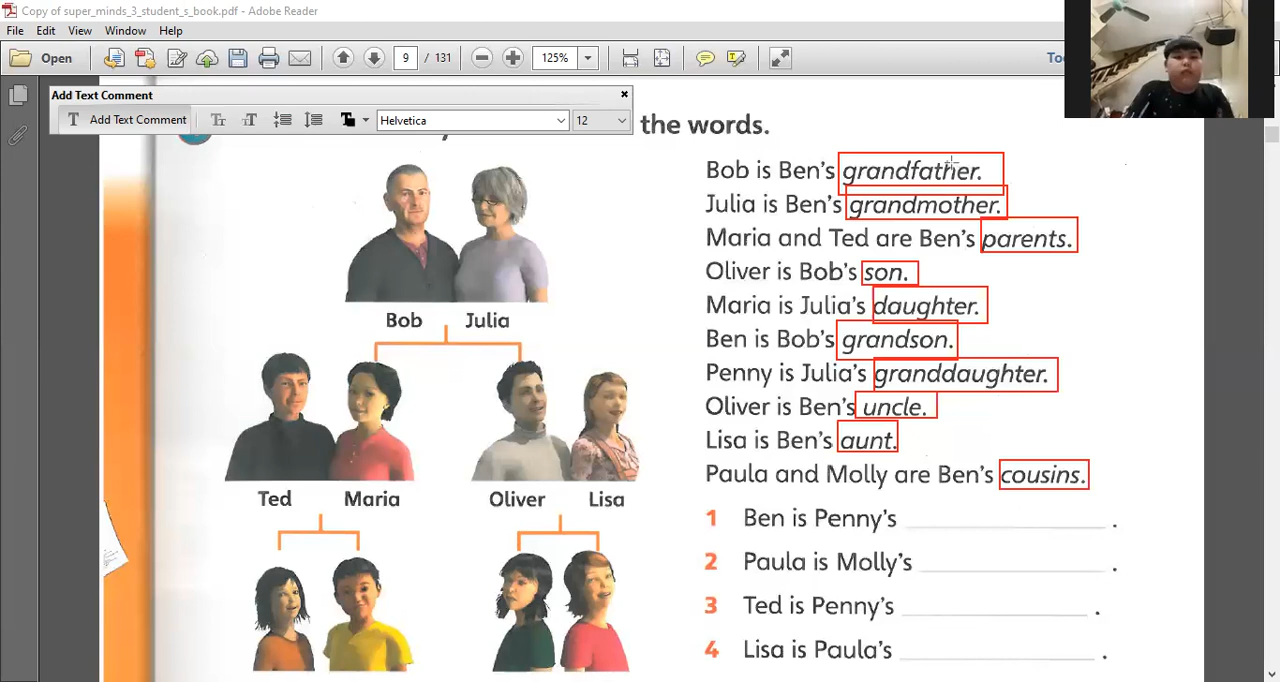 Copy of super_minds_3_student_s_book.pdf - Adobe Reader
File Edit View Window Help
Open 9 / 131 125%
Add Text Comment
Add Text Comment Helvetica 12
the words.
Bob is Ben's grandfather.
Julia is Ben's grandmother.
Maria and Ted are Ben's parents.
Oliver is Bob's son.
Maria is Julia's daughter.
Ben is Bob's grandson.
Penny is Julia's granddaughter.
Oliver is Ben's uncle.
Lisa is Ben's aunt.
Paula and Molly are Ben's cousins.
1 Ben is Penny's ____________ .
2 Paula is Molly's ____________ .
3 Ted is Penny's ____________ .
4 Lisa is Paula's ____________ .
Bob Julia
Ted Maria Oliver Lisa